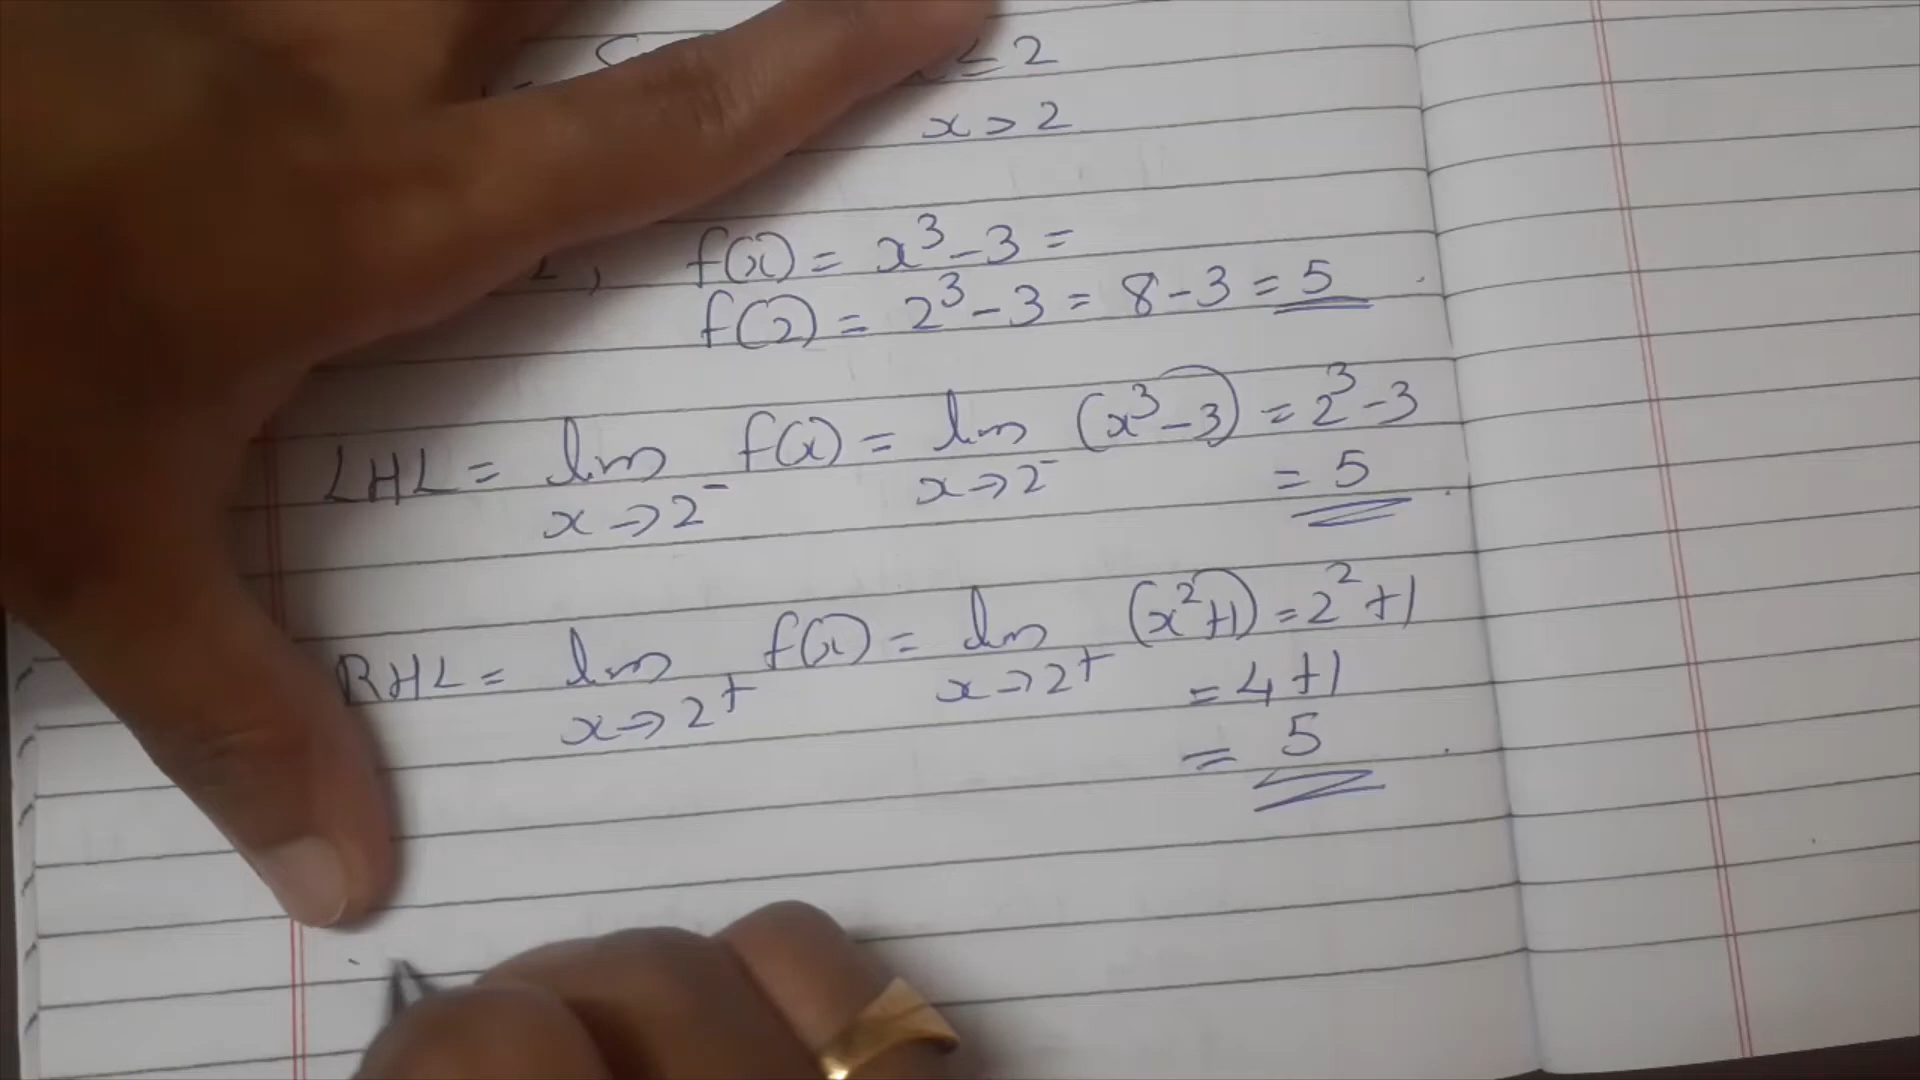 x ≤ 2
x > 2
f(x) = x³ - 3 =
f(2) = 2³ - 3 = 8 - 3 = 5
LHL = lim x→2⁻ f(x) = lim x→2⁻ (x³ - 3) = 2³ - 3
= 5
RHL = lim x→2⁺ f(x) = lim x→2⁺ (x² + 1) = 2² + 1
= 4 + 1
= 5